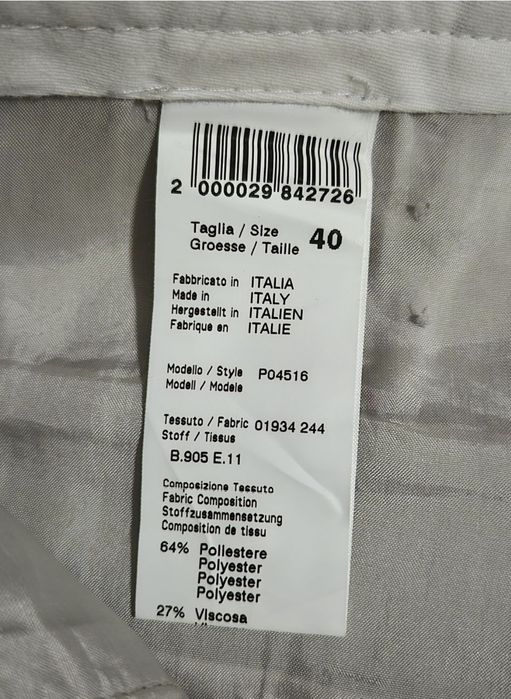 2 000029 842726
Taglia / Size
Groesse / Taille 40
Fabbricato in ITALIA
Made in ITALY
Hergestellt in ITALIEN
Fabrique en ITALIE
Modello / Style P04516
Modell / Modele
Tessuto / Fabric 01934 244
Stoff / Tissus
B.905 E.11
Composizione Tessuto
Fabric Composition
Stoffzusammensetzung
Composition de tissu
64% Poliestere
Polyester
Polyester
Polyester
27% Viscosa